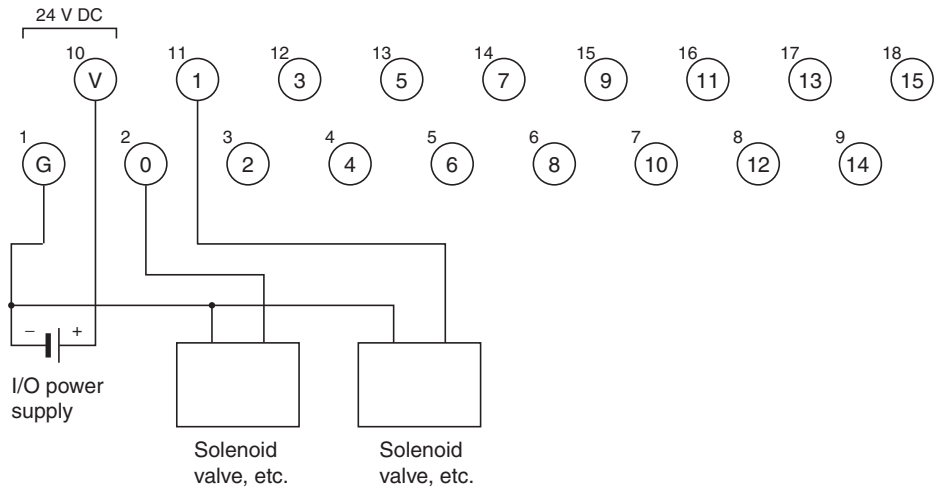 24 V DC
10 11 12 13 14 15 16 17 18
V 1 3 5 7 9 11 13 15
1 2 3 4 5 6 7 8 9
G 0 2 4 6 8 10 12 14
– +
I/O power
supply
Solenoid
valve, etc.
Solenoid
valve, etc.